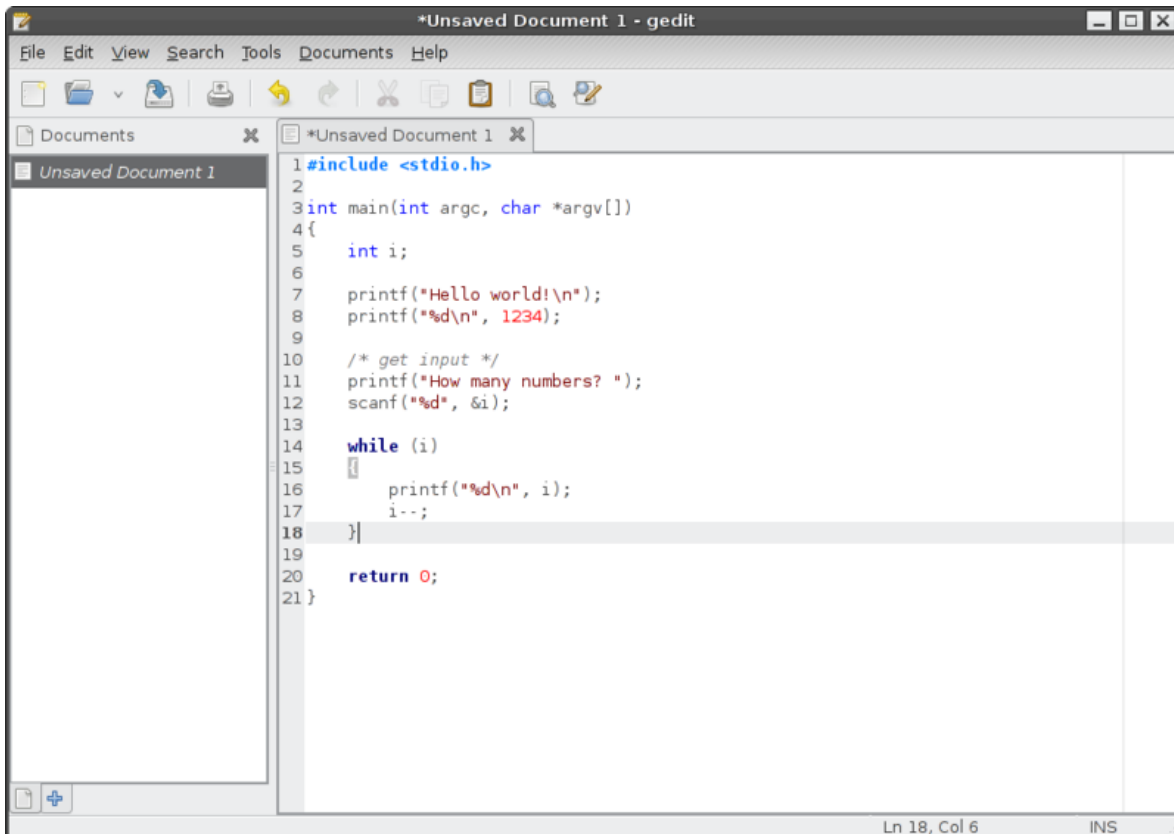 *Unsaved Document 1 - gedit
File Edit View Search Tools Documents Help
Documents
*Unsaved Document 1
Unsaved Document 1
1 #include <stdio.h>
2
3 int main(int argc, char *argv[])
4 {
5     int i;
6
7     printf("Hello world!\n");
8     printf("%d\n", 1234);
9
10     /* get input */
11     printf("How many numbers? ");
12     scanf("%d", &i);
13
14     while (i)
15     {
16         printf("%d\n", i);
17         i--;
18     }
19
20     return 0;
21 }
Ln 18, Col 6 INS